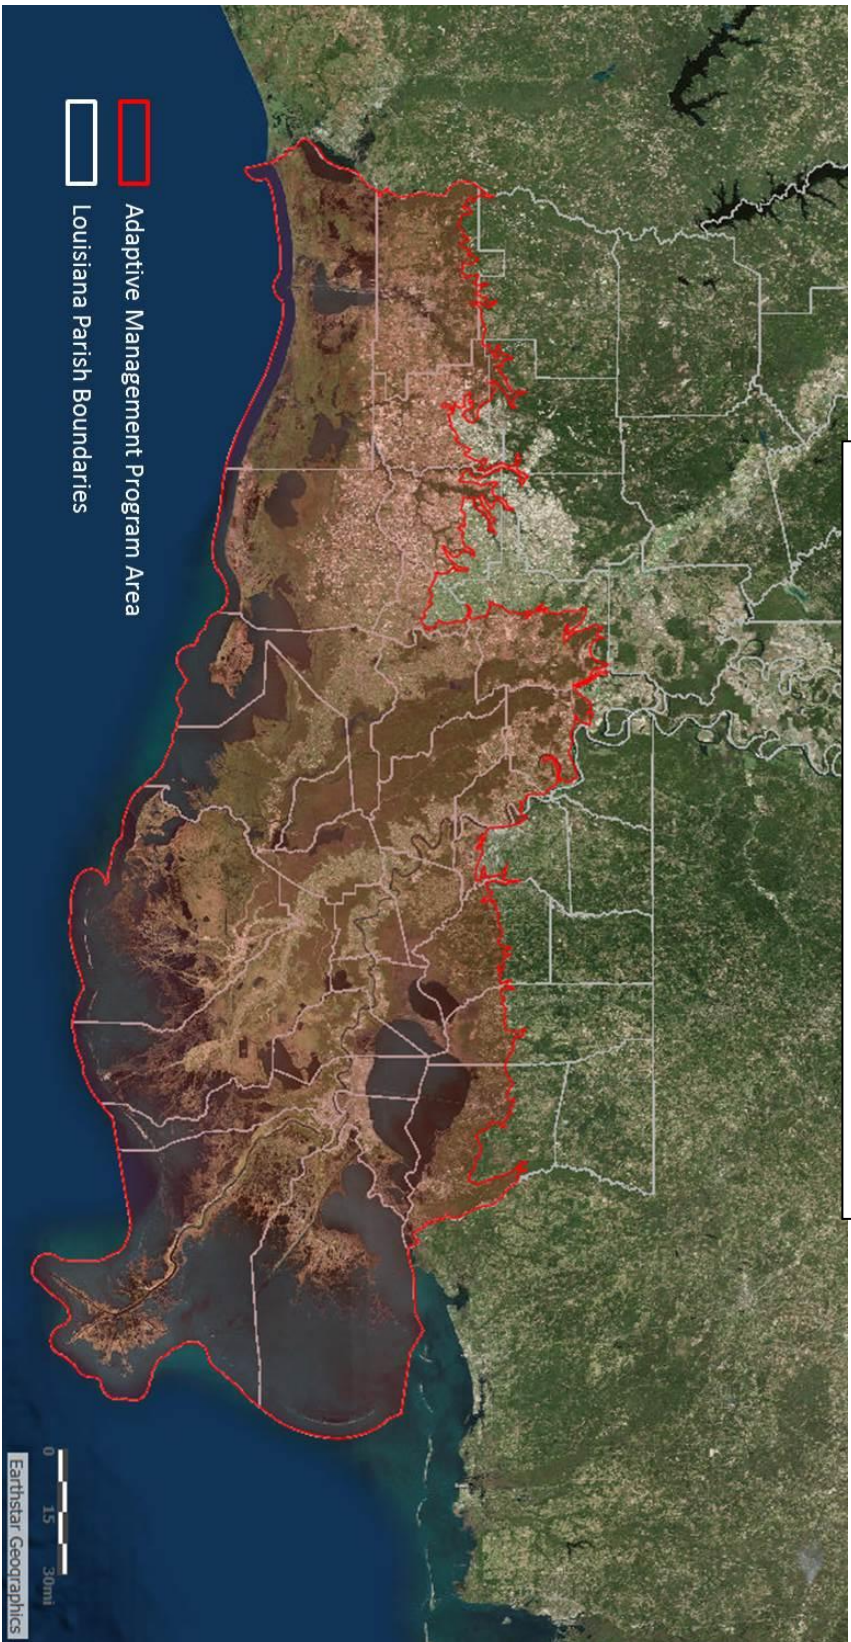 Adaptive Management Program Area
Louisiana Parish Boundaries
0 15 30mi
Earthstar Geographics